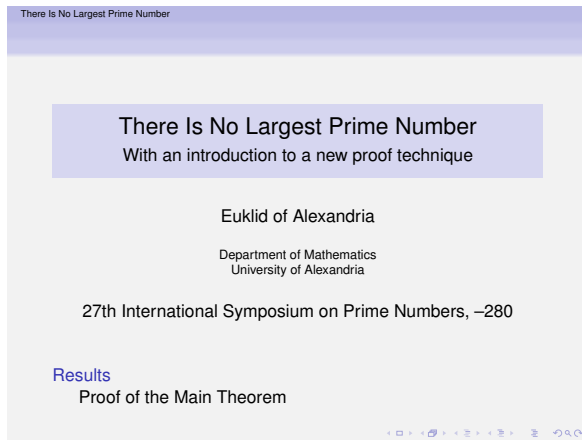 There Is No Largest Prime Number
There Is No Largest Prime Number
With an introduction to a new proof technique
Euklid of Alexandria
Department of Mathematics
University of Alexandria
27th International Symposium on Prime Numbers, –280
Results
Proof of the Main Theorem